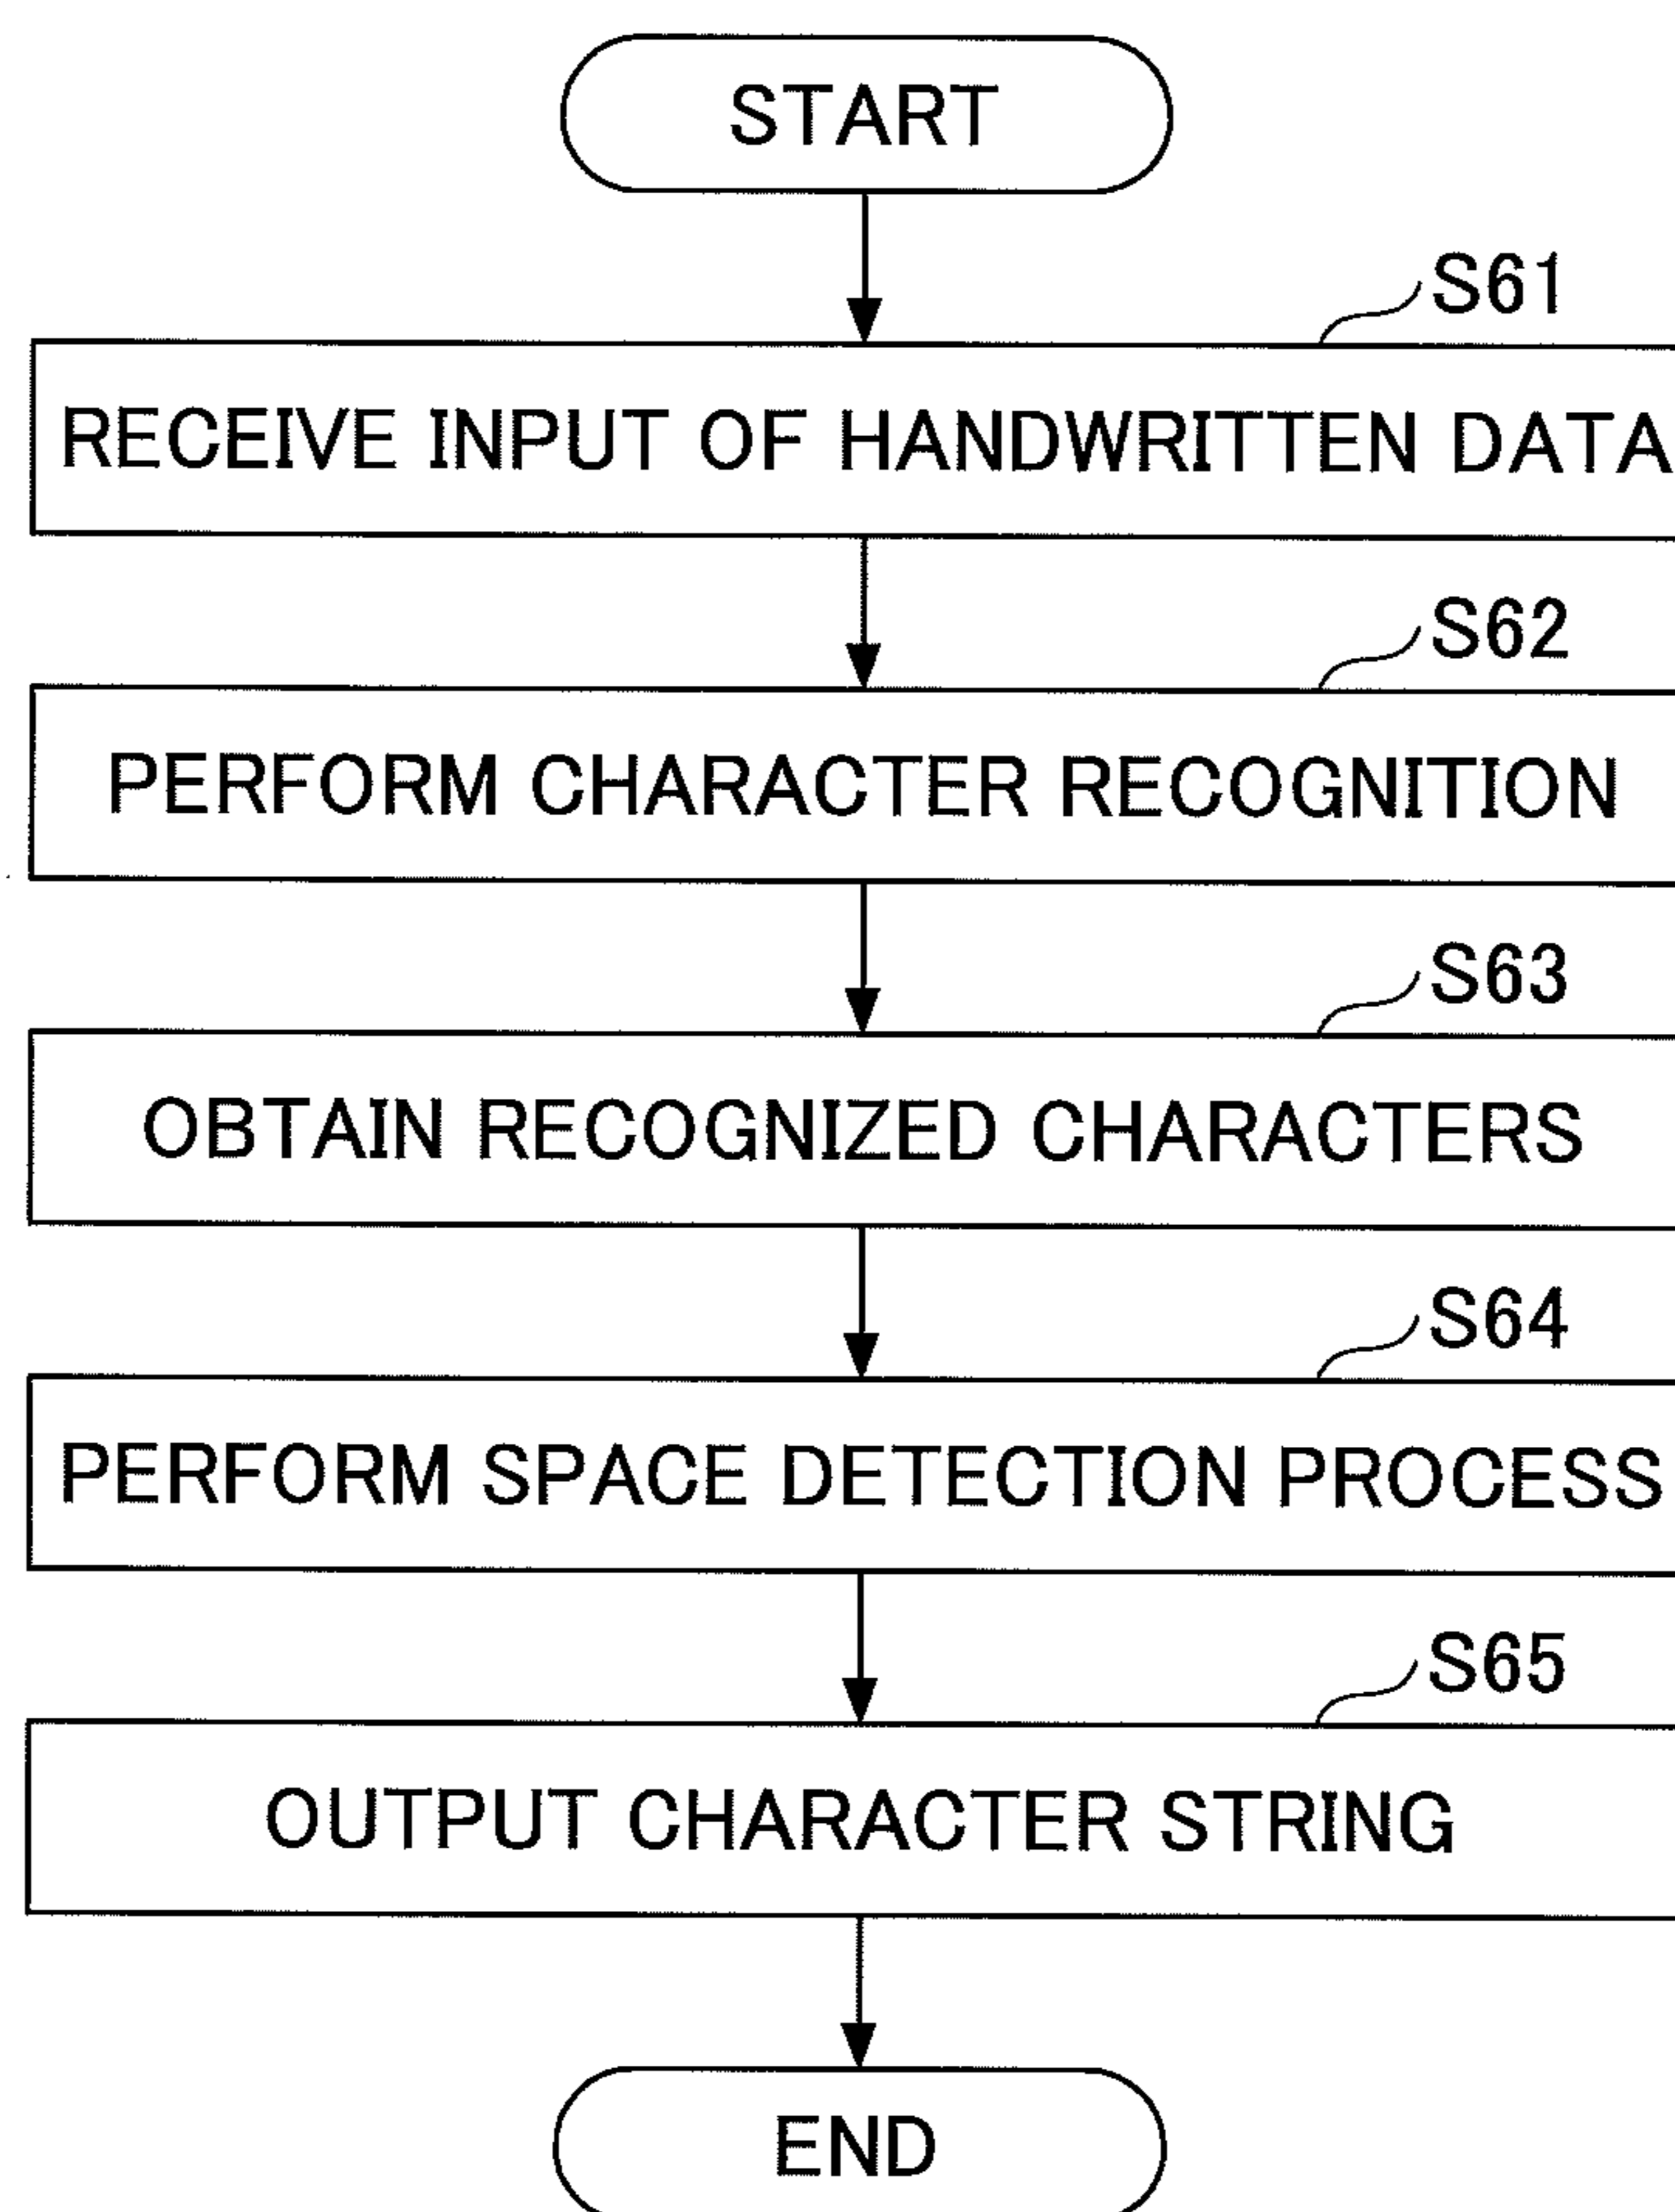 START
S61
RECEIVE INPUT OF HANDWRITTEN DATA
S62
PERFORM CHARACTER RECOGNITION
S63
OBTAIN RECOGNIZED CHARACTERS
S64
PERFORM SPACE DETECTION PROCESS
S65
OUTPUT CHARACTER STRING
END